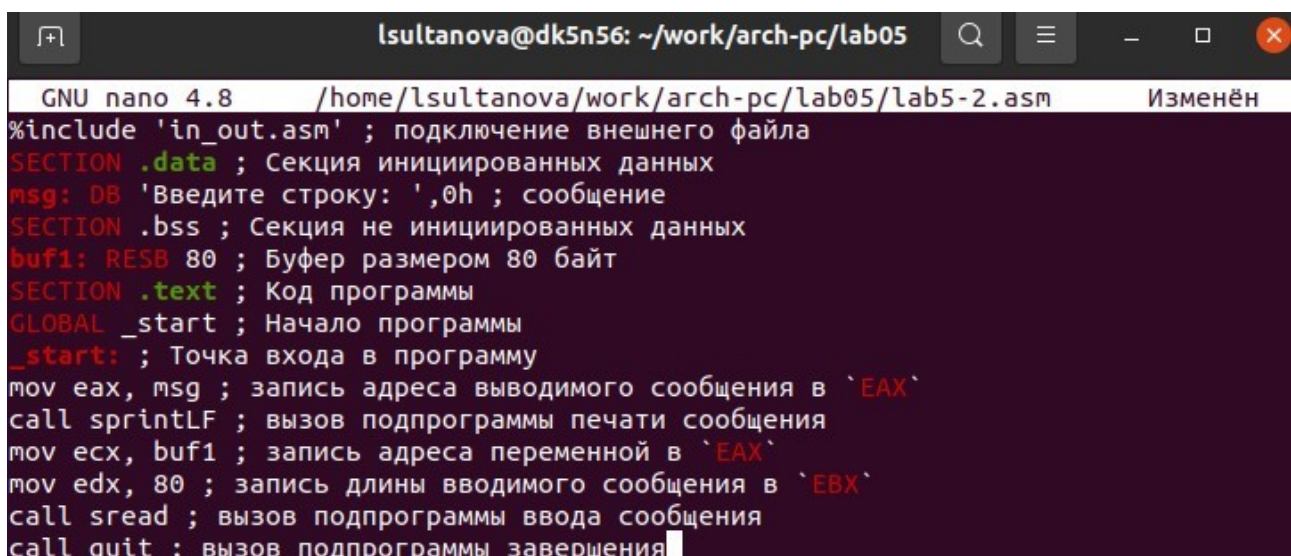 lsultanova@dk5n56: ~/work/arch-pc/lab05
GNU nano 4.8 /home/lsultanova/work/arch-pc/lab05/lab5-2.asm Изменён
%include 'in_out.asm' ; подключение внешнего файла
SECTION .data ; Секция инициированных данных
msg: DB 'Введите строку: ',0h ; сообщение
SECTION .bss ; Секция не инициированных данных
buf1: RESB 80 ; Буфер размером 80 байт
SECTION .text ; Код программы
GLOBAL _start ; Начало программы
_start: ; Точка входа в программу
mov eax, msg ; запись адреса выводимого сообщения в `EAX`
call sprintLF ; вызов подпрограммы печати сообщения
mov ecx, buf1 ; запись адреса переменной в `EAX`
mov edx, 80 ; запись длины вводимого сообщения в `EBX`
call sread ; вызов подпрограммы ввода сообщения
call quit ; вызов подпрограммы завершения